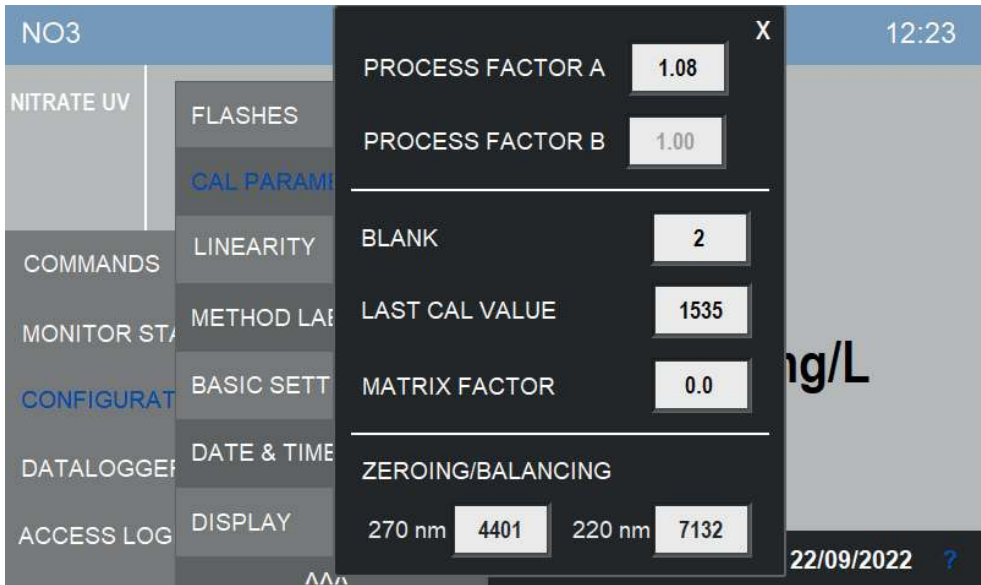 NO3
12:23
NITRATE UV
COMMANDS
MONITOR STA
CONFIGURAT
DATALOGGER
ACCESS LOG
FLASHES
CAL PARAME
LINEARITY
METHOD LAB
BASIC SETT
DATE & TIME
DISPLAY
^^^
X
PROCESS FACTOR A 1.08
PROCESS FACTOR B 1.00
BLANK 2
LAST CAL VALUE 1535
MATRIX FACTOR 0.0
ZEROING/BALANCING
270 nm 4401 220 nm 7132
mg/L
22/09/2022 ?